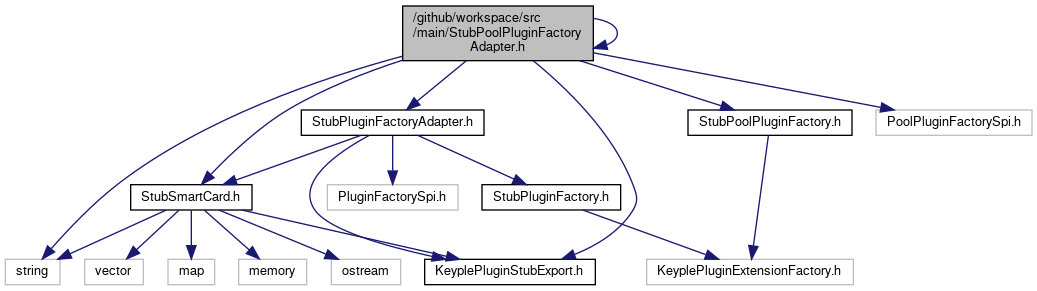 /github/workspace/src
/main/StubPoolPluginFactory
Adapter.h
StubPluginFactoryAdapter.h
StubPoolPluginFactory.h
PoolPluginFactorySpi.h
StubSmartCard.h
PluginFactorySpi.h
StubPluginFactory.h
string
vector
map
memory
ostream
KeyplePluginStubExport.h
KeyplePluginExtensionFactory.h